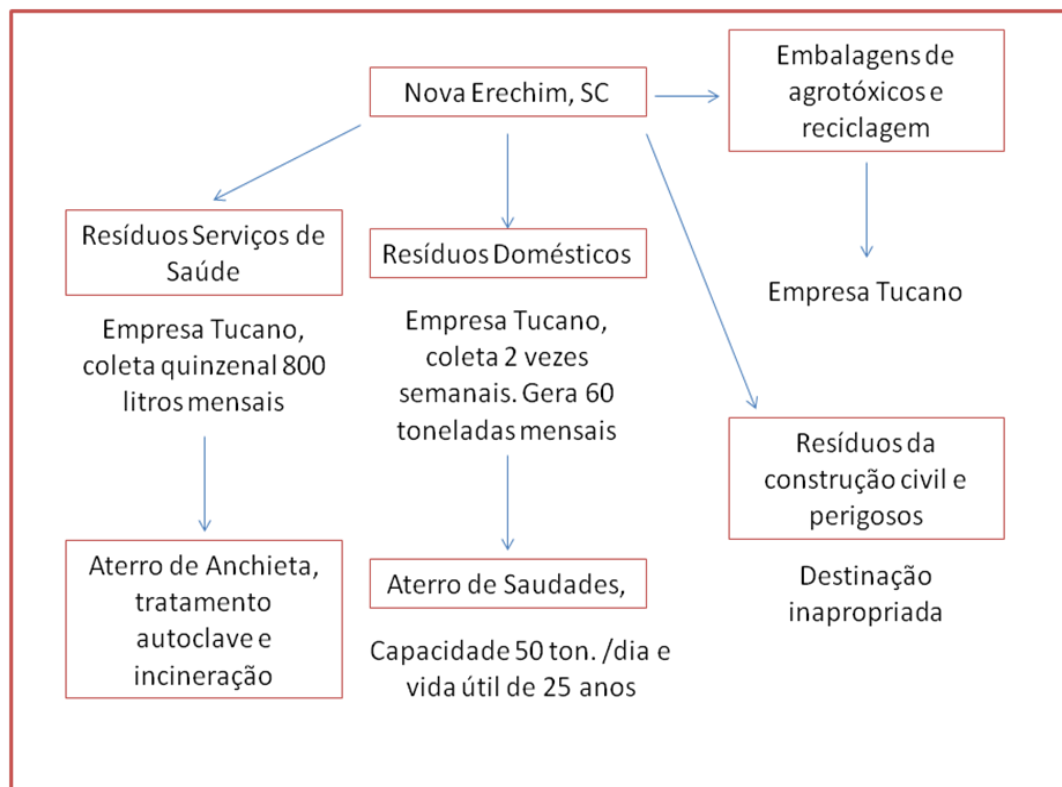 Nova Erechim, SC
Embalagens de
agrotóxicos e
reciclagem
Empresa Tucano
Resíduos Serviços de
Saúde
Empresa Tucano,
coleta quinzenal 800
litros mensais
Aterro de Anchieta,
tratamento
autoclave e
incineração
Resíduos Domésticos
Empresa Tucano,
coleta 2 vezes
semanais. Gera 60
toneladas mensais
Aterro de Saudades,
Capacidade 50 ton. /dia e
vida útil de 25 anos
Resíduos da
construção civil e
perigosos
Destinação
inapropriada